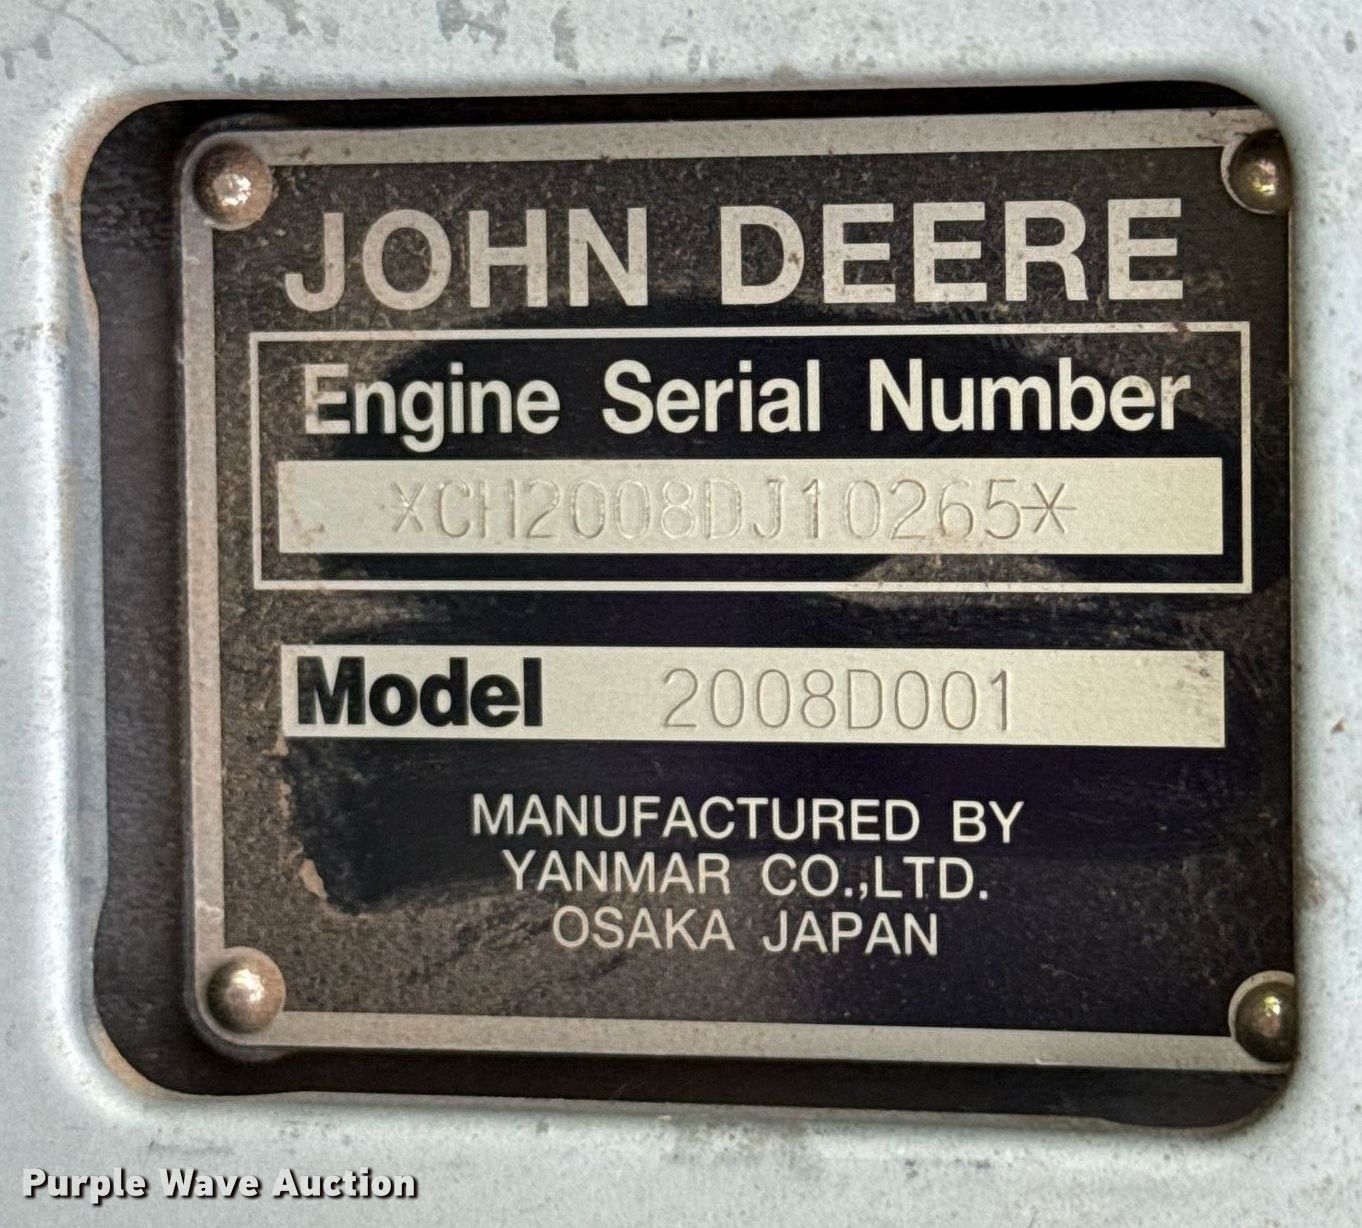 JOHN DEERE
Engine Serial Number
*CH2008DJ10265*
Model 2008D001
MANUFACTURED BY
YANMAR CO.,LTD.
OSAKA JAPAN
Purple Wave Auction